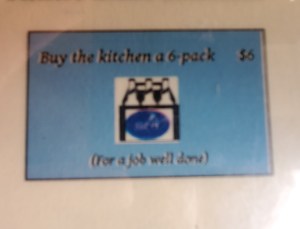 Buy the kitchen a 6-pack $6
(For a job well done)